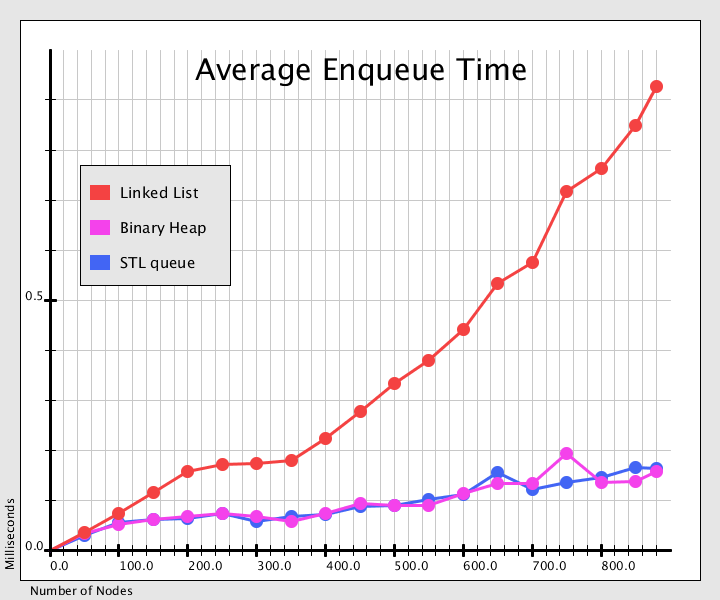 Average Enqueue Time
Linked List
Binary Heap
STL queue
0.5
0.0
Milliseconds
0.0 100.0 200.0 300.0 400.0 500.0 600.0 700.0 800.0
Number of Nodes